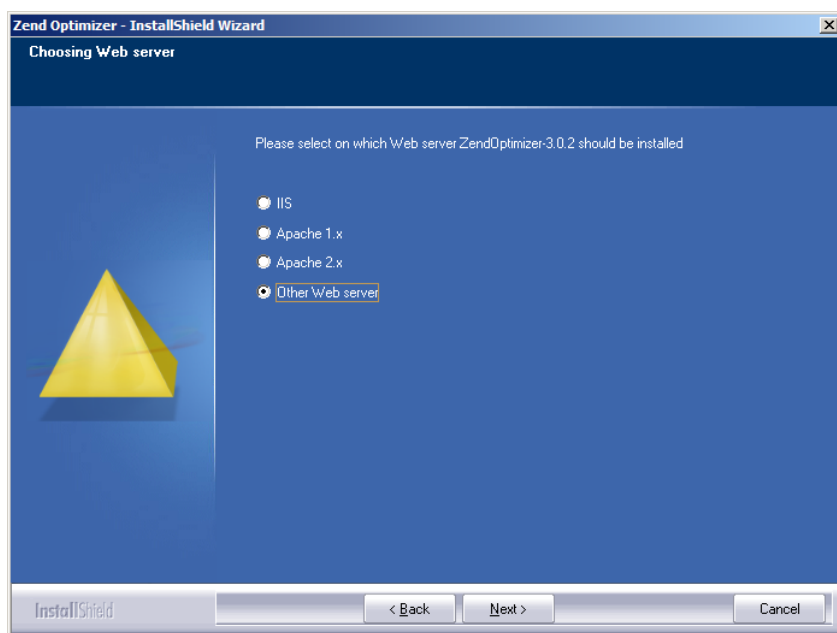 Zend Optimizer - InstallShield Wizard
Choosing Web server
Please select on which Web server ZendOptimizer-3.0.2 should be installed
IIS
Apache 1.x
Apache 2.x
Other Web server
InstallShield
< Back
Next >
Cancel